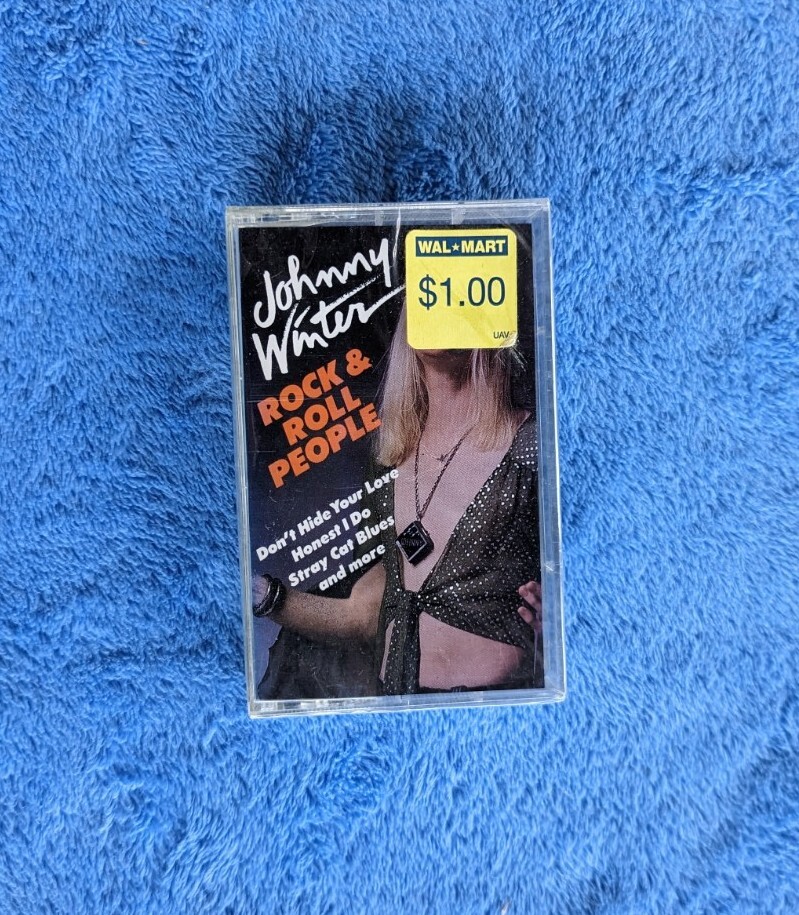 Johnny
Winter
ROCK &
ROLL
PEOPLE
Don't Hide Your Love
Honest I Do
Stray Cat Blues
and more
WAL★MART
$1.00
UAV